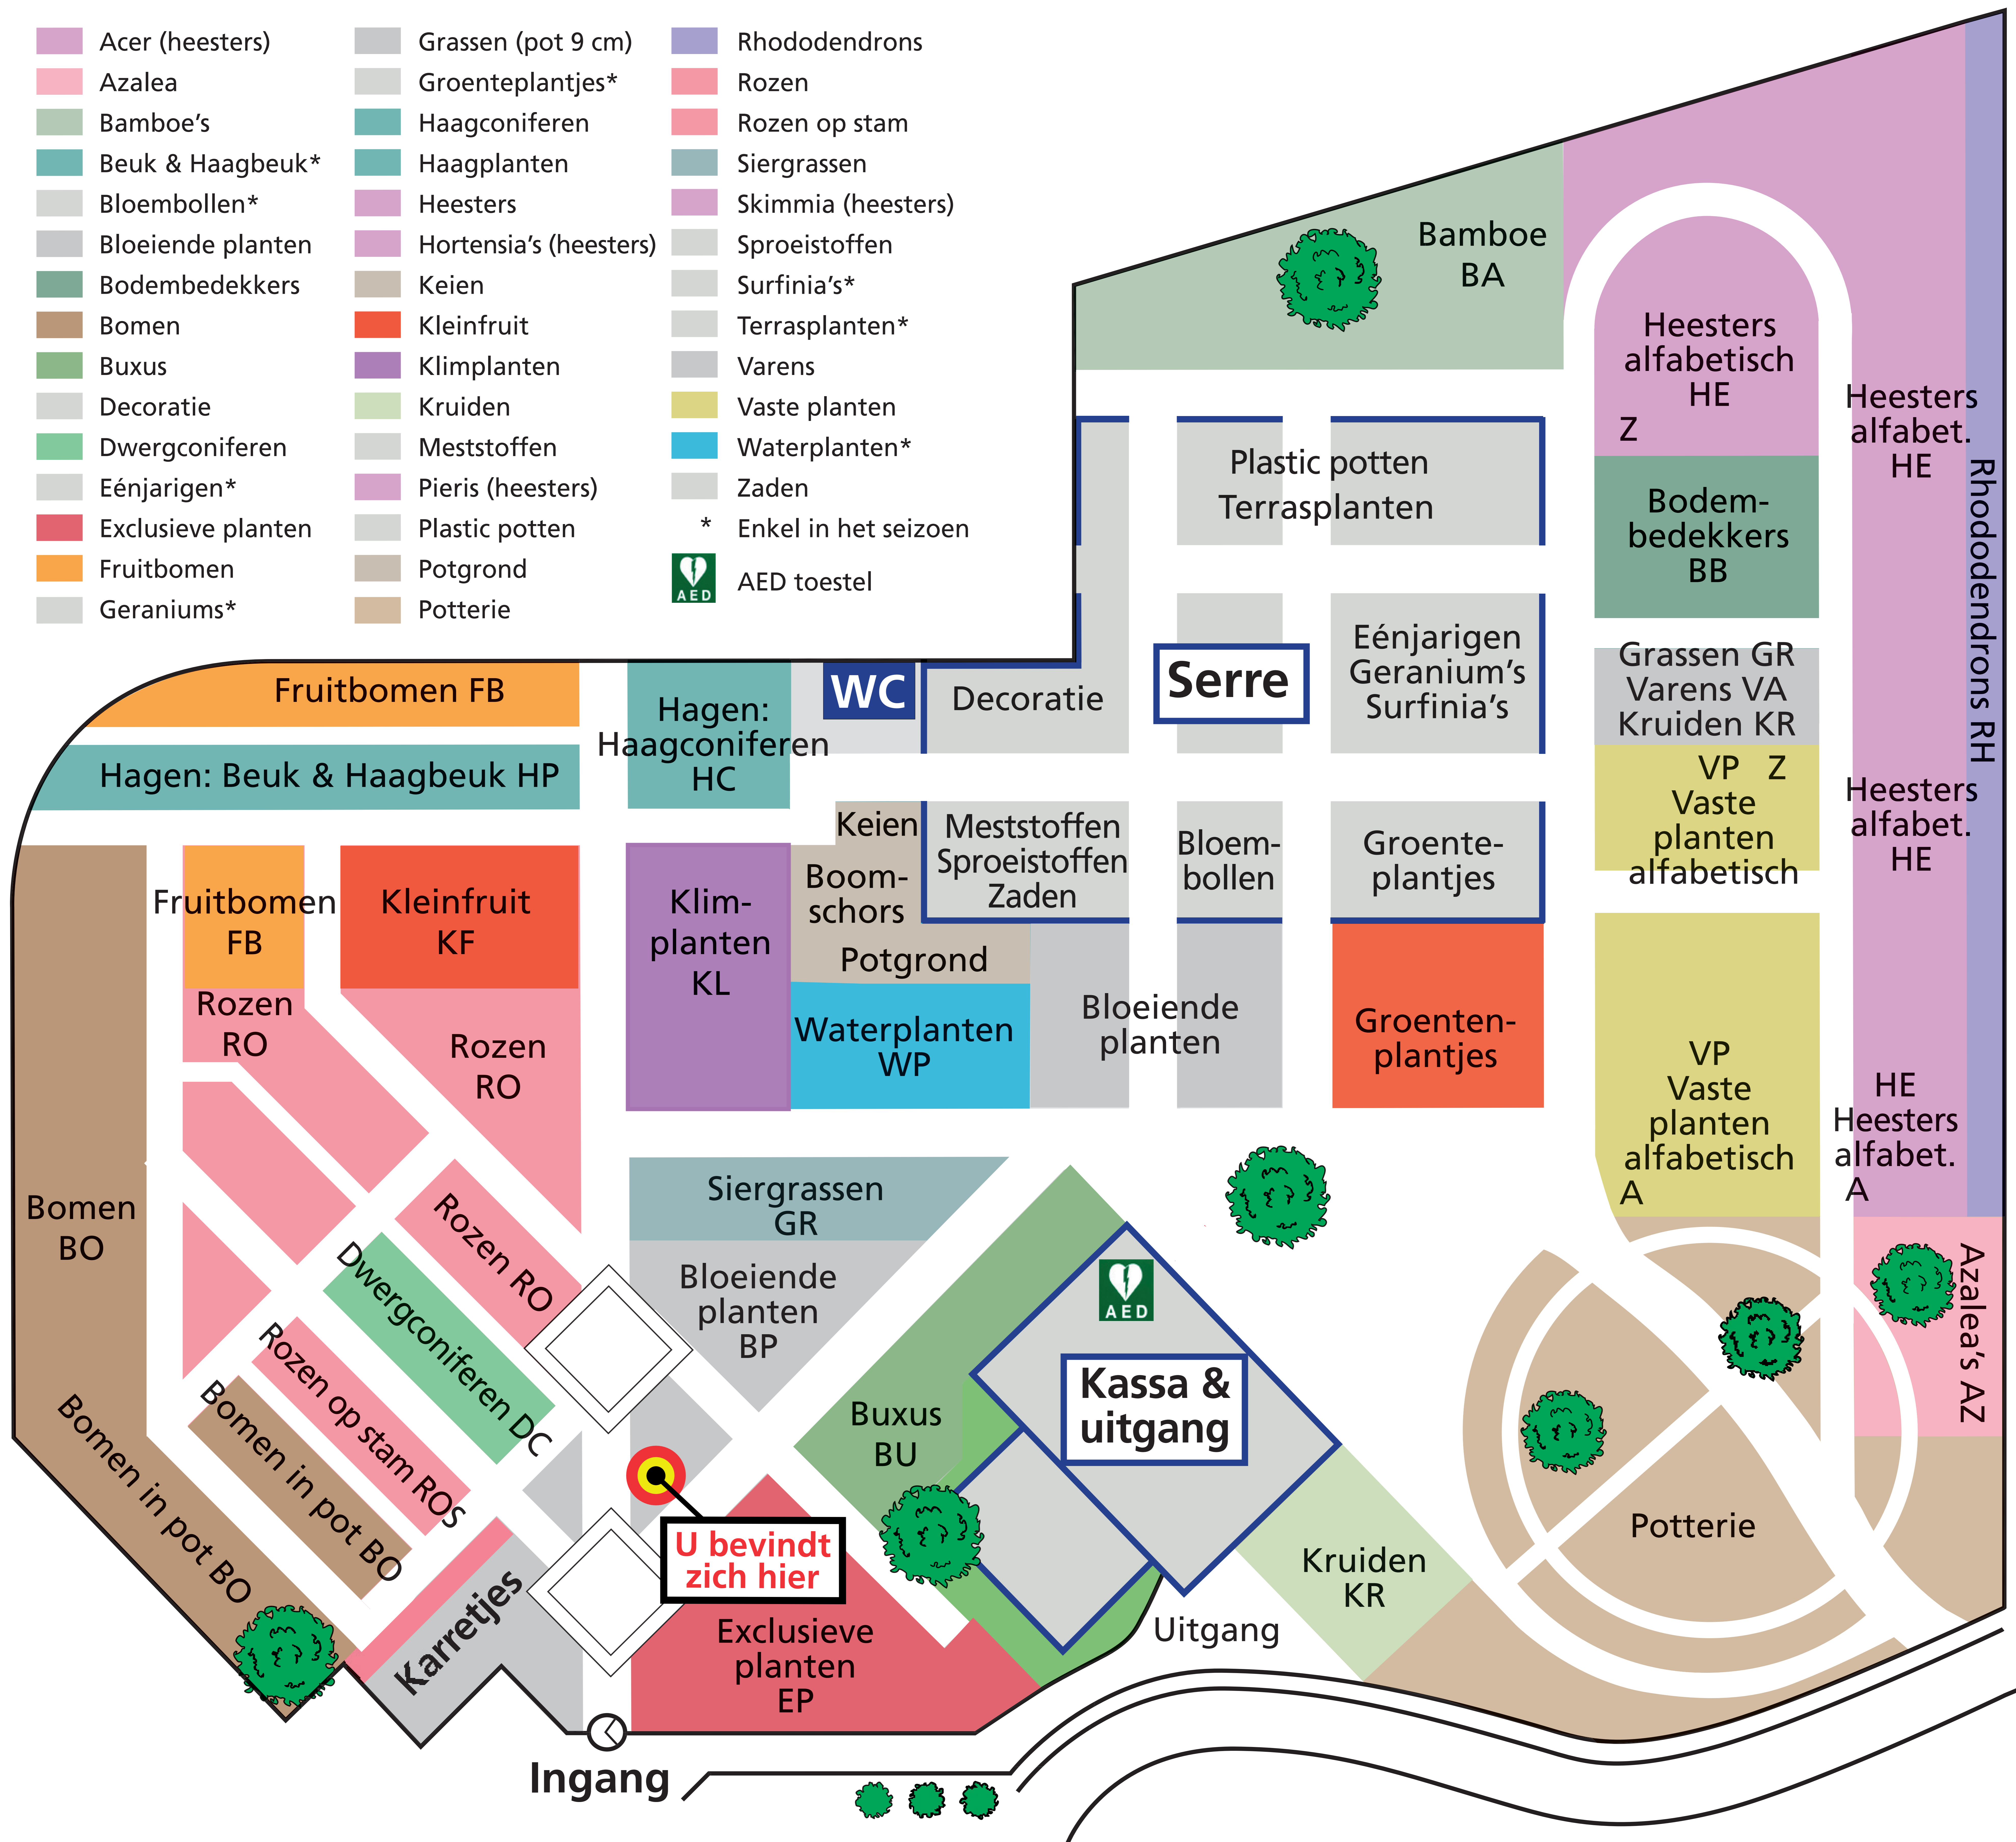 Acer (heesters)
Azalea
Bamboe's
Beuk & Haagbeuk*
Bloembollen*
Bloeiende planten
Bodembedekkers
Bomen
Buxus
Decoratie
Dwergconiferen
Eénjarigen*
Exclusieve planten
Fruitbomen
Geraniums*
Grassen (pot 9 cm)
Groenteplantjes*
Haagconiferen
Haagplanten
Heesters
Hortensia's (heesters)
Keien
Kleinfruit
Klimplanten
Kruiden
Meststoffen
Pieris (heesters)
Plastic potten
Potgrond
Potterie
Rhododendrons
Rozen
Rozen op stam
Siergrassen
Skimmia (heesters)
Sproeistoffen
Surfinia's*
Terrasplanten*
Varens
Vaste planten
Waterplanten*
Zaden
* Enkel in het seizoen
AED AED toestel
Bamboe
BA
Heesters
alfabetisch
HE
Z
Heesters
alfabet.
HE
Rhododendrons RH
Plastic potten
Terrasplanten
Bodem-
bedekkers
BB
Eénjarigen
Geranium's
Surfinia's
Serre
Decoratie
WC
Grassen GR
Varens VA
Kruiden KR
Fruitbomen FB
Hagen: Beuk & Haagbeuk HP
Hagen:
Haagconiferen
HC
VP Z
Vaste
planten
alfabetisch
Heesters
alfabet.
HE
Keien
Boom-
schors
Potgrond
Meststoffen
Sproeistoffen
Zaden
Bloem-
bollen
Groente-
plantjes
Fruitbomen
FB
Kleinfruit
KF
Klim-
planten
KL
Rozen
RO
Rozen
RO
Waterplanten
WP
Bloeiende
planten
Groenten-
plantjes
VP
Vaste
planten
alfabetisch
A
HE
Heesters
alfabet.
A
Bomen
BO
Siergrassen
GR
Rozen RO
Bloeiende
planten
BP
Dwergconiferen DC
Rozen op stam ROS
Bomen in pot BO
Bomen in pot BO
AED
Kassa &
uitgang
Buxus
BU
Azalea's AZ
Potterie
Kruiden
KR
U bevindt
zich hier
Karretjes
Exclusieve
planten
EP
Uitgang
Ingang